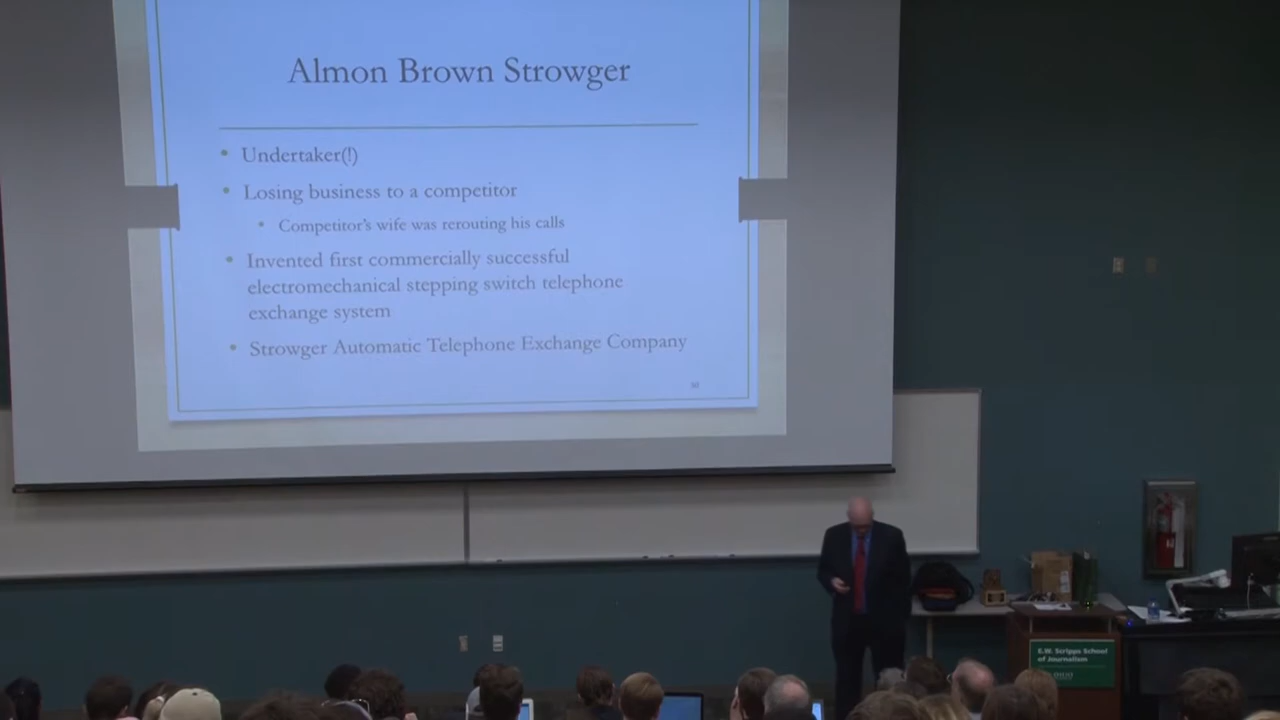 Almon Brown Strowger
• Undertaker(!)
• Losing business to a competitor
• Competitor's wife was rerouting his calls
• Invented first commercially successful
electromechanical stepping switch telephone
exchange system
• Strowger Automatic Telephone Exchange Company
E.W. Scripps School
of Journalism
OHIO